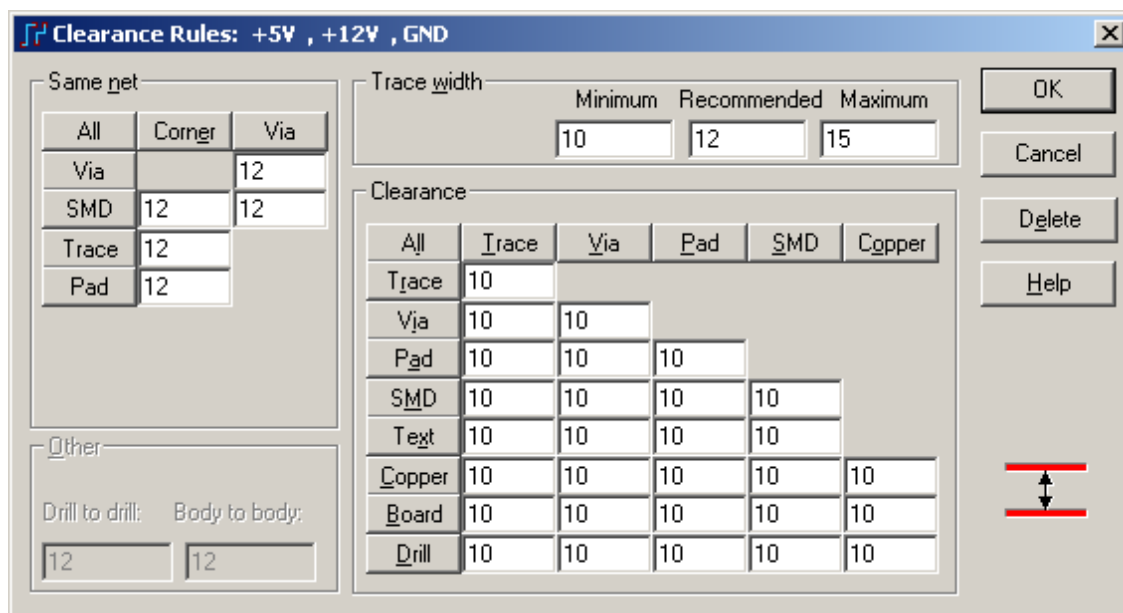 Clearance Rules: +5V , +12V , GND
Same net
All Corner Via
Via 12
SMD 12 12
Trace 12
Pad 12
Trace width
Minimum Recommended Maximum
10 12 15
Clearance
All Trace Via Pad SMD Copper
Trace 10
Via 10 10
Pad 10 10 10
SMD 10 10 10 10
Text 10 10 10 10
Copper 10 10 10 10 10
Board 10 10 10 10 10
Drill 10 10 10 10 10
Other
Drill to drill: Body to body:
12 12
OK
Cancel
Delete
Help